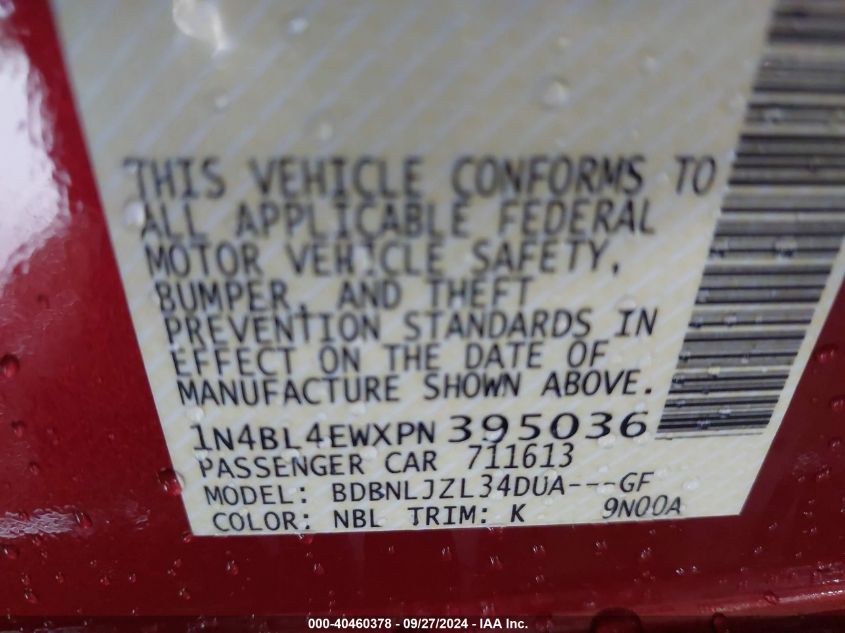 THIS VEHICLE CONFORMS TO
ALL APPLICABLE FEDERAL
MOTOR VEHICLE SAFETY,
BUMPER, AND THEFT
PREVENTION STANDARDS IN
EFFECT ON THE DATE OF
MANUFACTURE SHOWN ABOVE.
1N4BL4EWXPN 395036
PASSENGER CAR 711613
MODEL: BDBNLJZL34DUA---GF
COLOR: NBL TRIM: K 9N00A
000-40460378 - 09/27/2024 - IAA Inc.